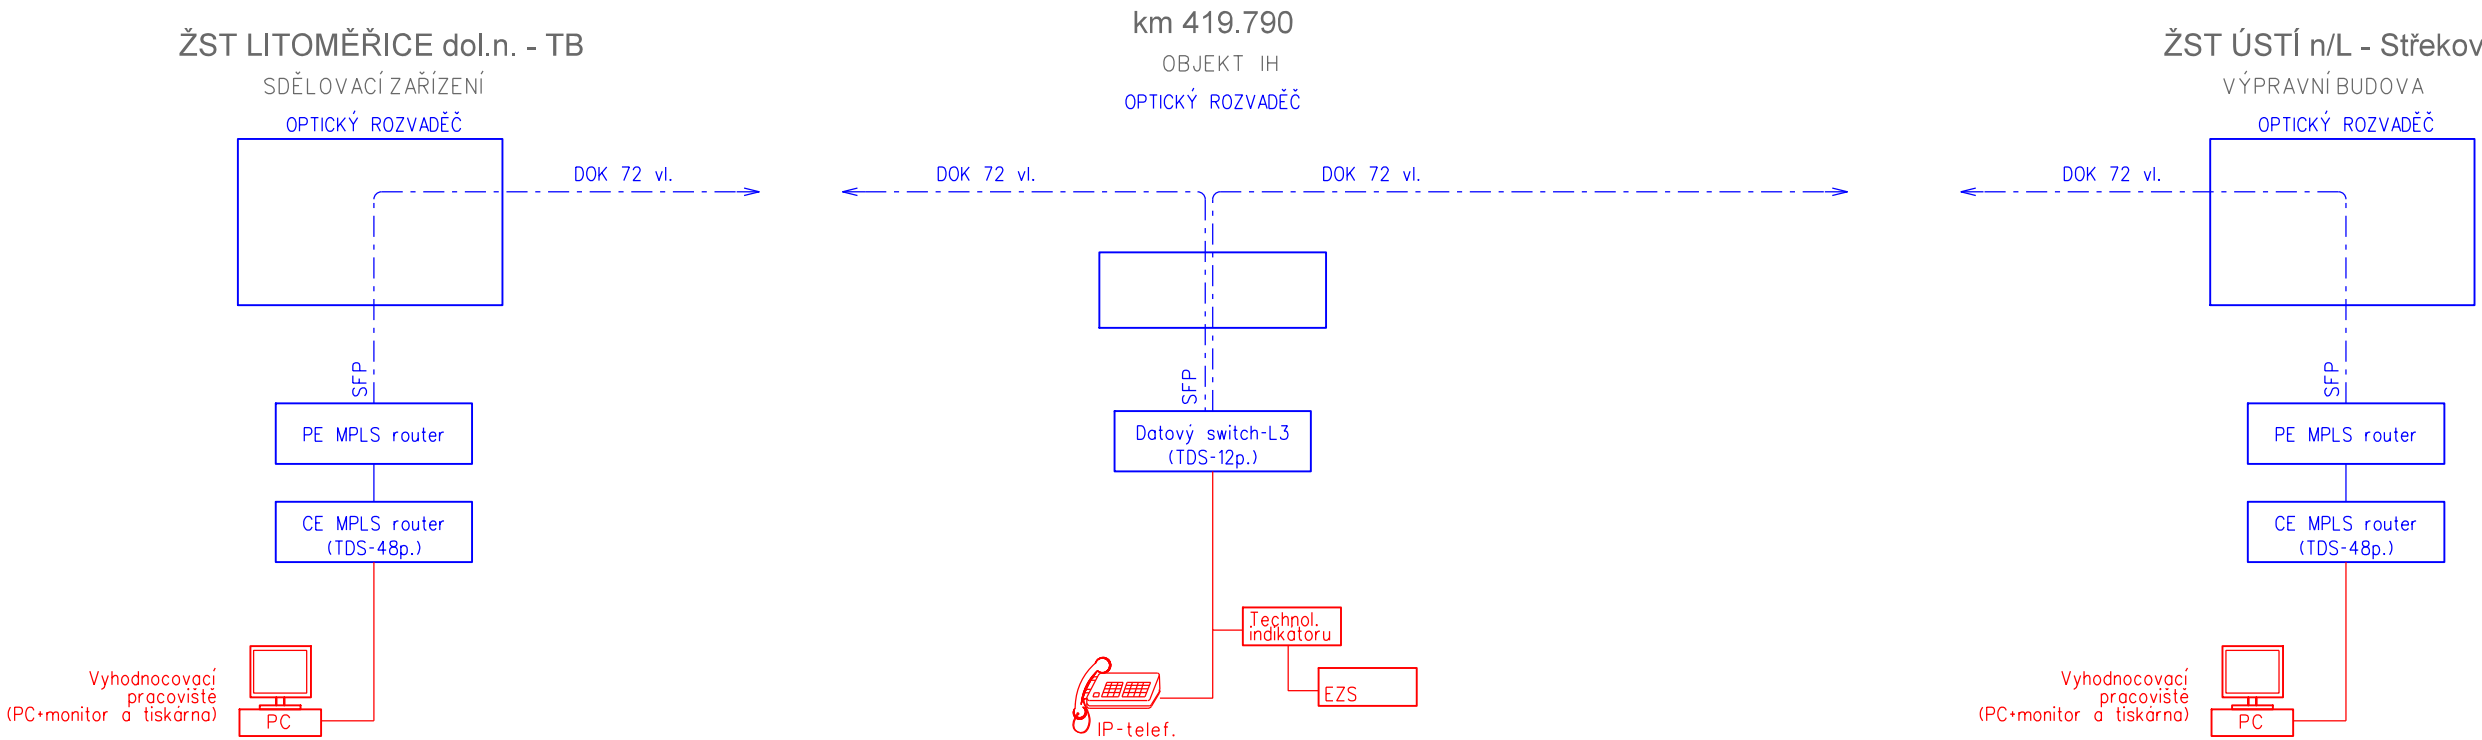 ŽST LITOMĚŘICE dol.n. - TB
SDĚLOVACÍ ZAŘÍZENÍ
OPTICKÝ ROZVADĚČ
DOK 72 vl.
SFP
PE MPLS router
CE MPLS router
(TDS-48p.)
Vyhodnocovací
pracoviště
(PC+monitor a tiskárna)
PC
km 419.790
OBJEKT IH
OPTICKÝ ROZVADĚČ
DOK 72 vl.
DOK 72 vl.
SFP
Datový switch-L3
(TDS-12p.)
Technol.
indikátoru
EZS
IP-telef.
ŽST ÚSTÍ n/L - Střekov
VÝPRAVNÍ BUDOVA
OPTICKÝ ROZVADĚČ
DOK 72 vl.
SFP
PE MPLS router
CE MPLS router
(TDS-48p.)
Vyhodnocovací
pracoviště
(PC+monitor a tiskárna)
PC